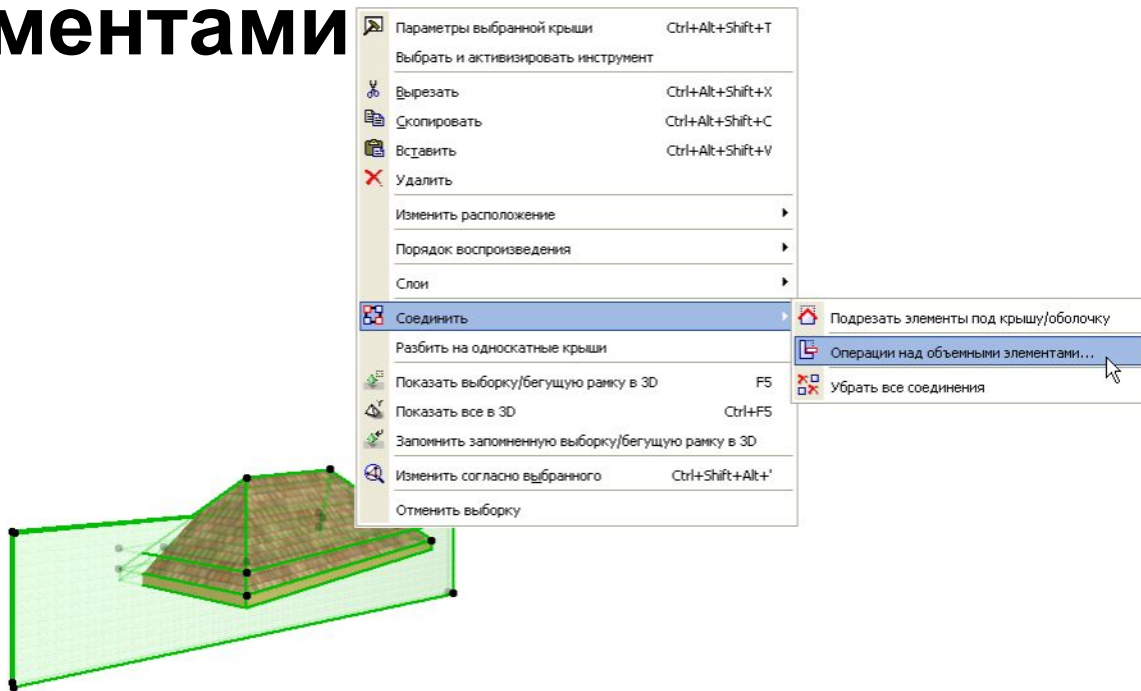 ментами
Параметры выбранной крыши Ctrl+Alt+Shift+T
Выбрать и активизировать инструмент
Вырезать Ctrl+Alt+Shift+X
Скопировать Ctrl+Alt+Shift+C
Вставить Ctrl+Alt+Shift+V
Удалить
Изменить расположение
Порядок воспроизведения
Слои
Соединить
Подрезать элементы под крышу/оболочку
Разбить на односкатные крыши
Операции над объемными элементами...
Показать выборку/бегущую рамку в 3D F5
Убрать все соединения
Показать все в 3D Ctrl+F5
Запомнить запомненную выборку/бегущую рамку в 3D
Изменить согласно выбранного Ctrl+Shift+Alt+'
Отменить выборку